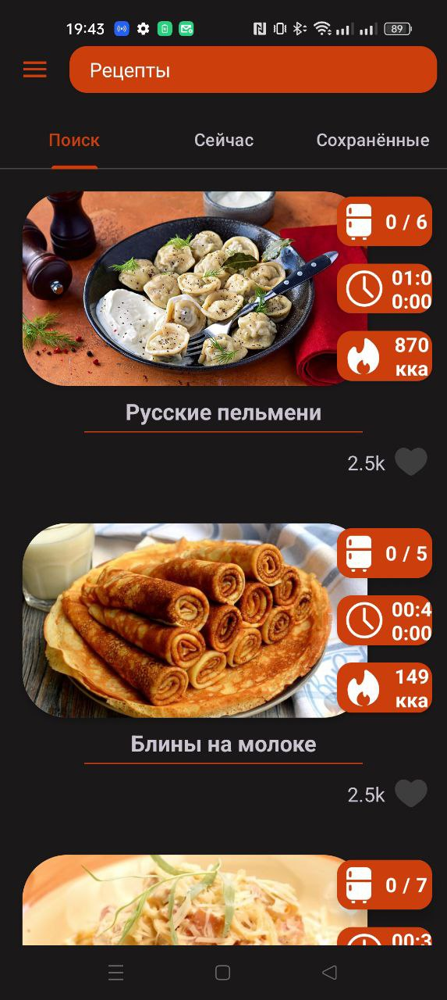 19:43
89
Рецепты
Поиск Сейчас Сохранённые
0 / 6
01:0
0:00
870
кка
Русские пельмени
2.5k
0 / 5
00:4
0:00
149
кка
Блины на молоке
2.5k
0 / 7
00:3